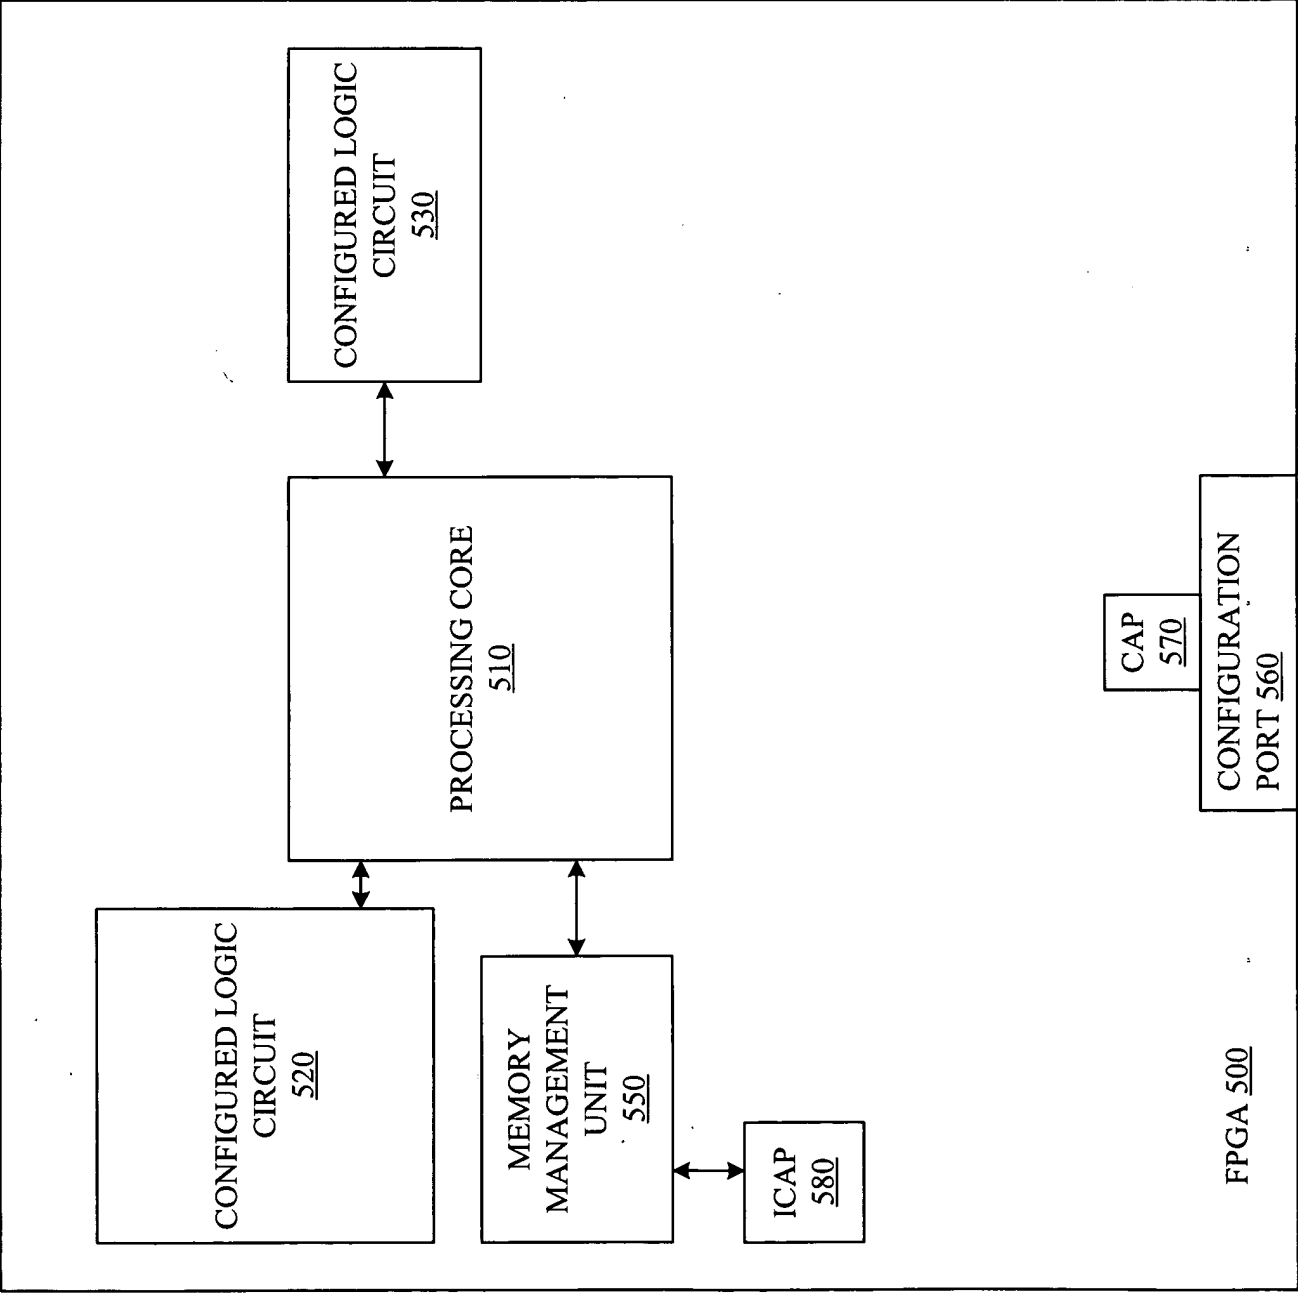 CONFIGURED LOGIC
CIRCUIT
520
MEMORY
MANAGEMENT
UNIT
550
ICAP
580
PROCESSING CORE
510
CONFIGURED LOGIC
CIRCUIT
530
CAP
570
CONFIGURATION
PORT 560
FPGA 500